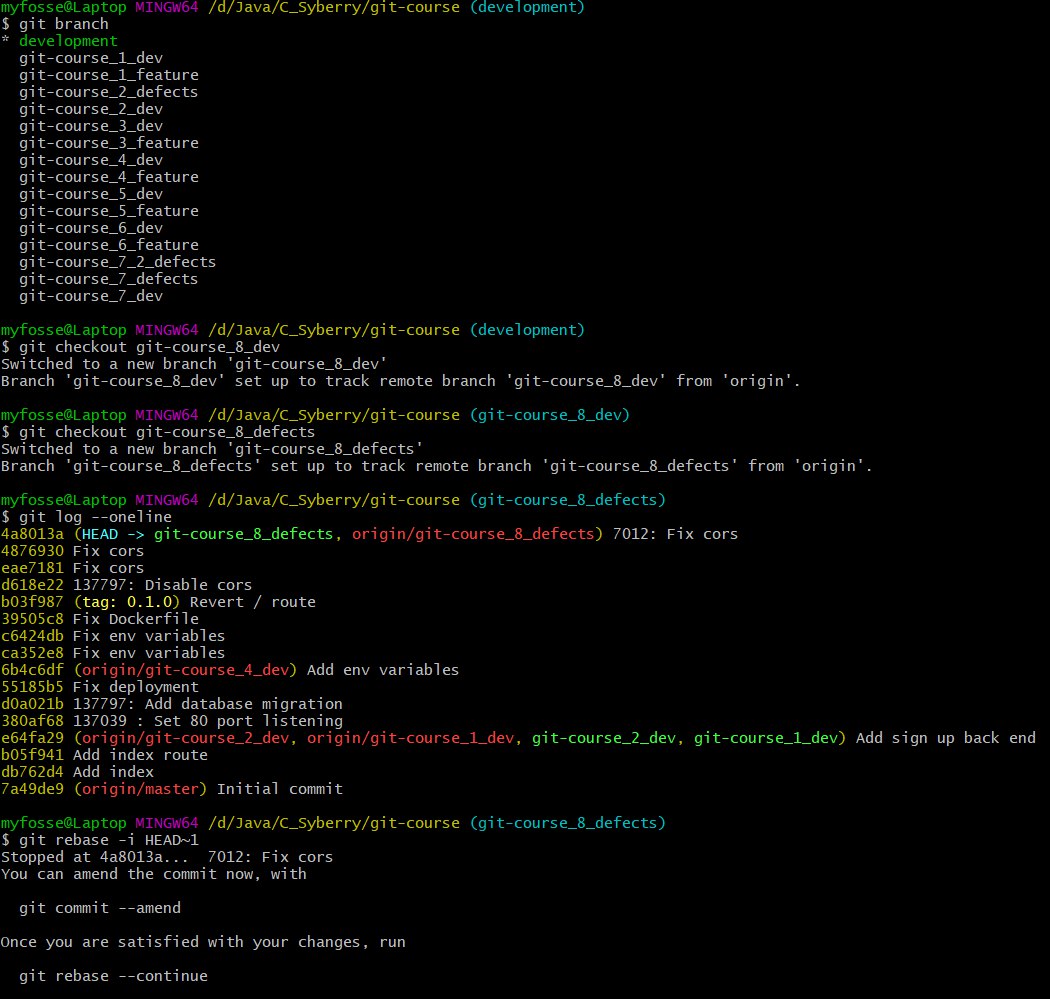 myfosse@Laptop MINGW64 /d/Java/C_Syberry/git-course (development)
$ git branch
* development
  git-course_1_dev
  git-course_1_feature
  git-course_2_defects
  git-course_2_dev
  git-course_3_dev
  git-course_3_feature
  git-course_4_dev
  git-course_4_feature
  git-course_5_dev
  git-course_5_feature
  git-course_6_dev
  git-course_6_feature
  git-course_7_2_defects
  git-course_7_defects
  git-course_7_dev
myfosse@Laptop MINGW64 /d/Java/C_Syberry/git-course (development)
$ git checkout git-course_8_dev
Switched to a new branch 'git-course_8_dev'
Branch 'git-course_8_dev' set up to track remote branch 'git-course_8_dev' from 'origin'.
myfosse@Laptop MINGW64 /d/Java/C_Syberry/git-course (git-course_8_dev)
$ git checkout git-course_8_defects
Switched to a new branch 'git-course_8_defects'
Branch 'git-course_8_defects' set up to track remote branch 'git-course_8_defects' from 'origin'.
myfosse@Laptop MINGW64 /d/Java/C_Syberry/git-course (git-course_8_defects)
$ git log --oneline
4a8013a (HEAD -> git-course_8_defects, origin/git-course_8_defects) 7012: Fix cors
4876930 Fix cors
eae7181 Fix cors
d618e22 137797: Disable cors
b03f987 (tag: 0.1.0) Revert / route
39505c8 Fix Dockerfile
c6424db Fix env variables
ca352e8 Fix env variables
6b4c6df (origin/git-course_4_dev) Add env variables
55185b5 Fix deployment
d0a021b 137797: Add database migration
380af68 137039 : Set 80 port listening
e64fa29 (origin/git-course_2_dev, origin/git-course_1_dev, git-course_2_dev, git-course_1_dev) Add sign up back end
b05f941 Add index route
db762d4 Add index
7a49de9 (origin/master) Initial commit
myfosse@Laptop MINGW64 /d/Java/C_Syberry/git-course (git-course_8_defects)
$ git rebase -i HEAD~1
Stopped at 4a8013a...  7012: Fix cors
You can amend the commit now, with
  git commit --amend
Once you are satisfied with your changes, run
  git rebase --continue